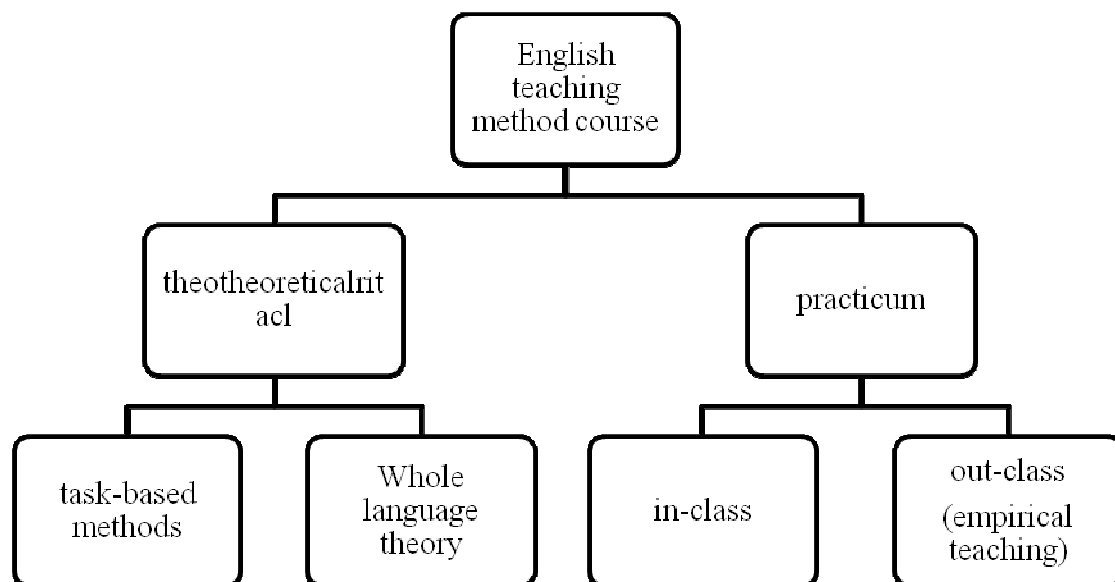 English
teaching
method course
theotheoreticalrit
acl
practicum
task-based
methods
Whole
language
theory
in-class
out-class
(empirical
teaching)